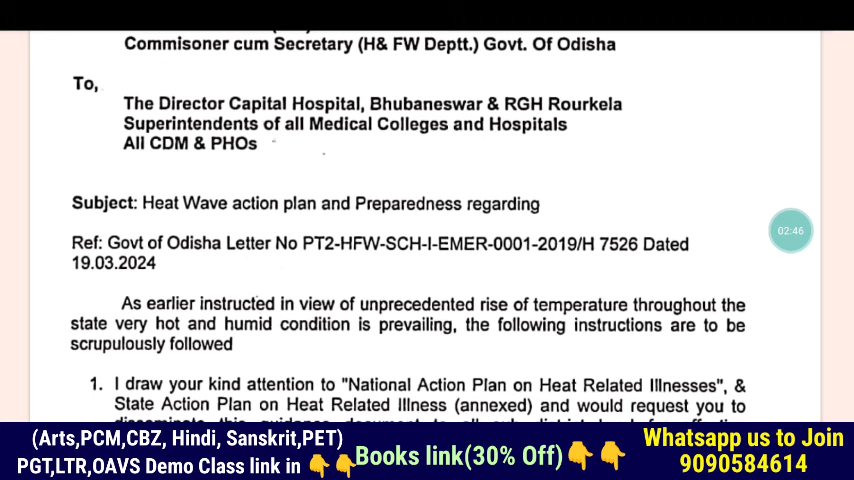 Commisoner cum Secretary (H& FW Deptt.) Govt. Of Odisha
To,
The Director Capital Hospital, Bhubaneswar & RGH Rourkela
Superintendents of all Medical Colleges and Hospitals
All CDM & PHOs
Subject: Heat Wave action plan and Preparedness regarding
02:46
Ref: Govt of Odisha Letter No PT2-HFW-SCH-I-EMER-0001-2019/H 7526 Dated
19.03.2024
As earlier instructed in view of unprecedented rise of temperature throughout the
state very hot and humid condition is prevailing, the following instructions are to be
scrupulously followed
1. I draw your kind attention to "National Action Plan on Heat Related Illnesses", &
State Action Plan on Heat Related Illness (annexed) and would request you to
(Arts,PCM,CBZ, Hindi, Sanskrit,PET)
PGT,LTR,OAVS Demo Class link in 👇👇
Books link(30% Off)👇👇
Whatsapp us to Join
9090584614